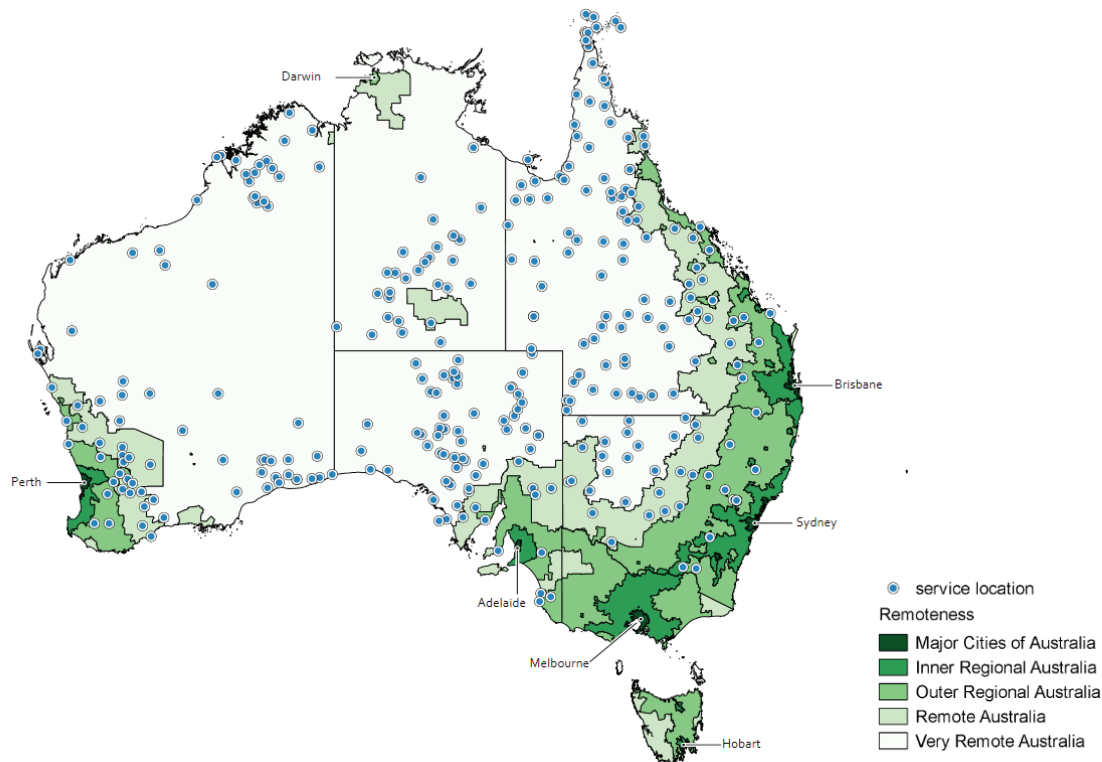 Darwin
Brisbane
Perth
Sydney
Adelaide
Melbourne
Hobart
service location
Remoteness
Major Cities of Australia
Inner Regional Australia
Outer Regional Australia
Remote Australia
Very Remote Australia